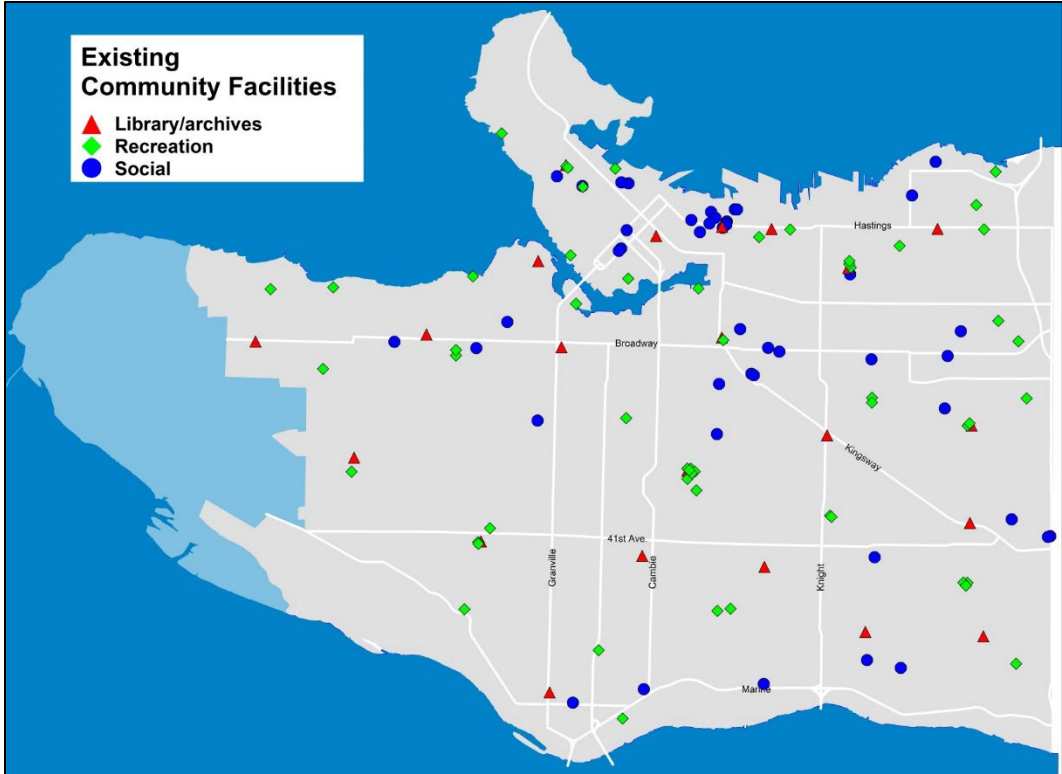 Existing
Community Facilities
Library/archives
Recreation
Social
Hastings
Broadway
Kingsway
41st Ave.
Granville
Cambie
Knight
Marine